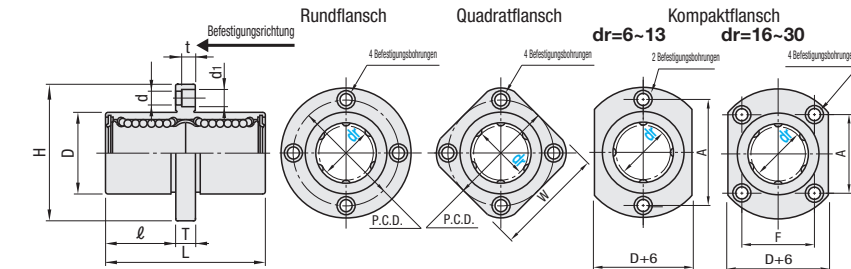 Rundflansch
Quadratflansch
Kompaktflansch
dr=6~13
dr=16~30
Befestigungsrichtung
t
4 Befestigungsbohrungen
4 Befestigungsbohrungen
2 Befestigungsbohrungen
4 Befestigungsbohrungen
d
d1
H
D
dr
dr
dr
dr
A
A
W
P.C.D.
P.C.D.
F
ℓ
T
L
D+6
D+6